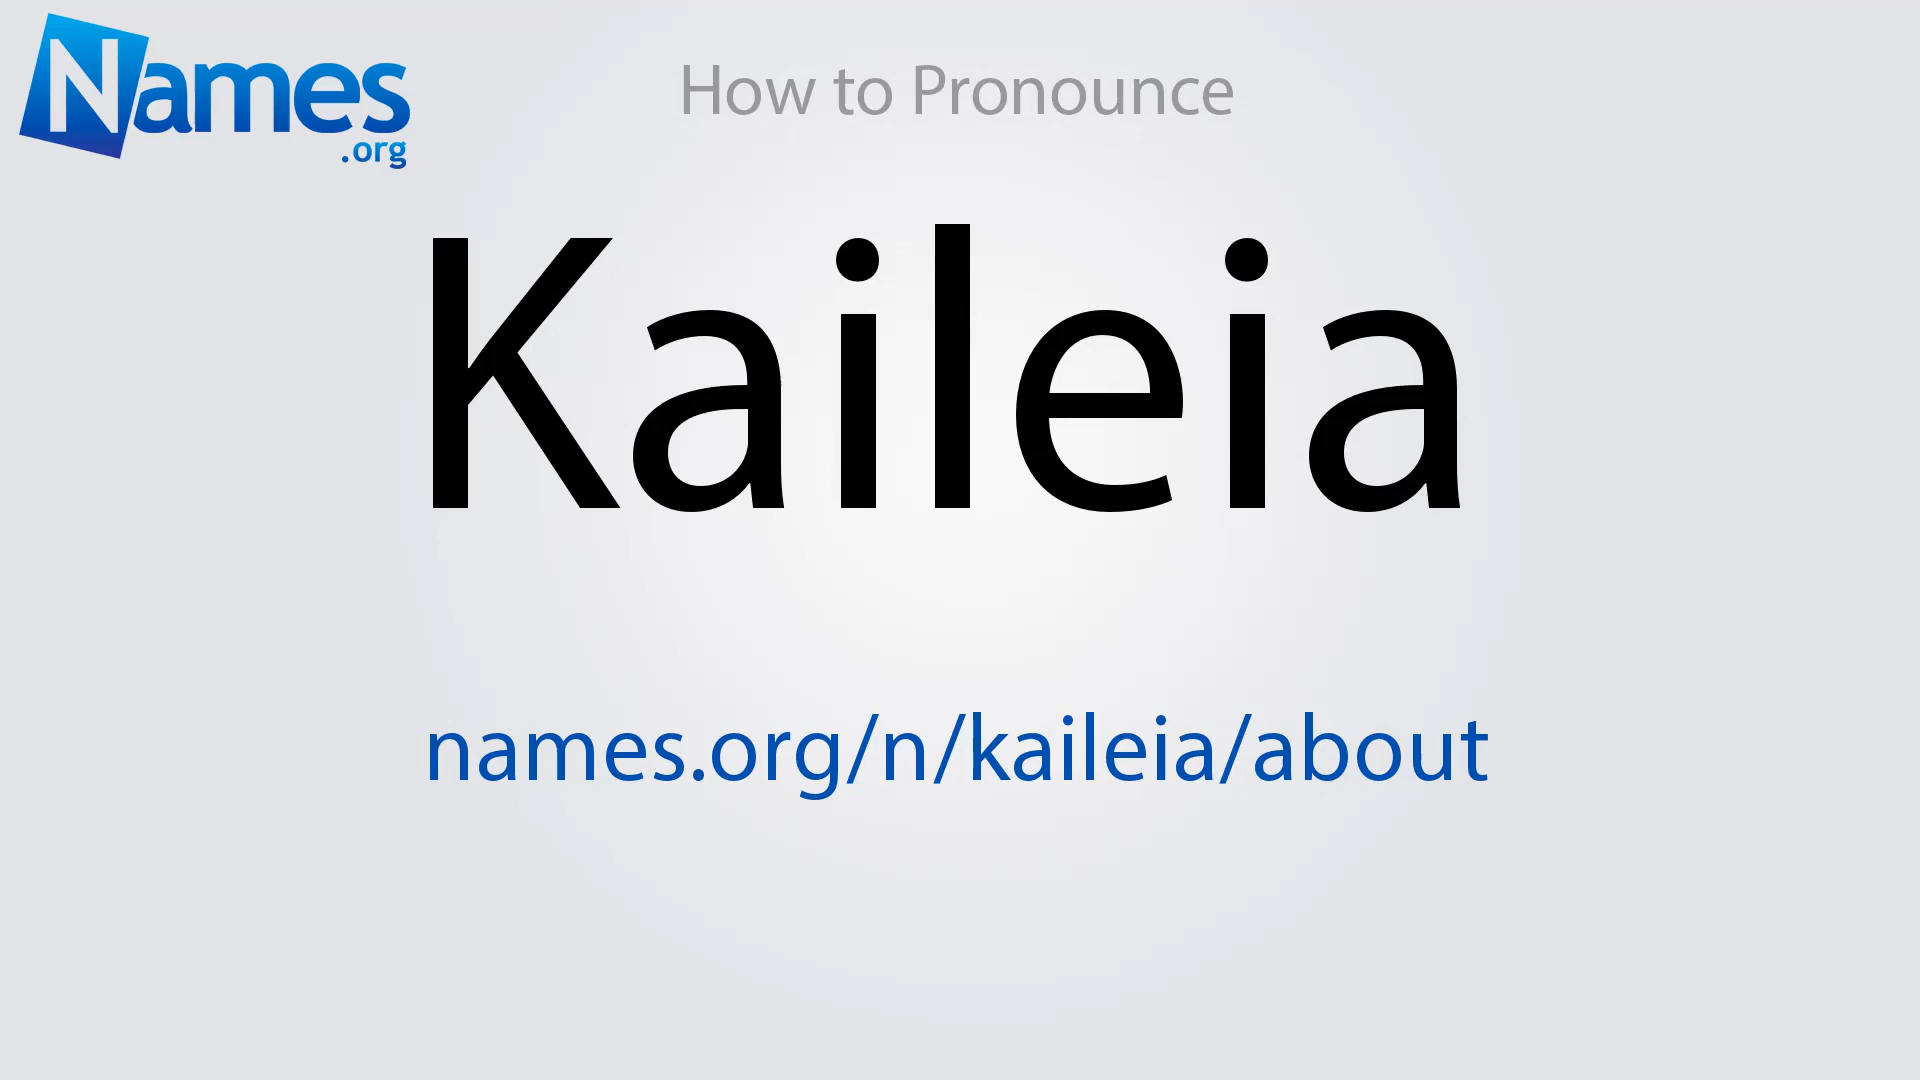 Names
.org
How to Pronounce
Kaileia
names.org/n/kaileia/about